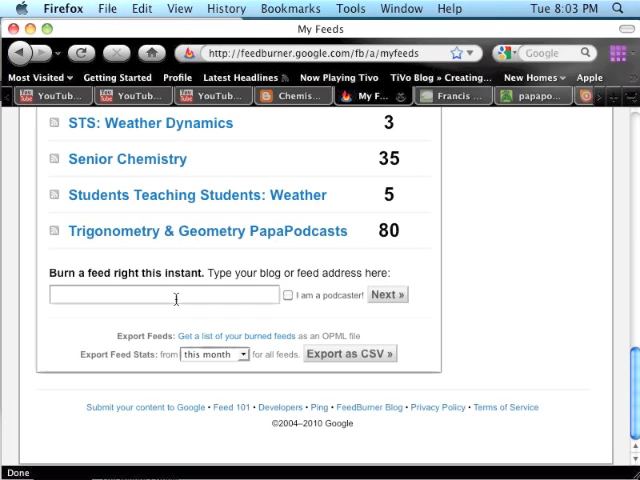 Firefox File Edit View History Bookmarks Tools Window Help Tue 8:03 PM
My Feeds
http://feedburner.google.com/fb/a/myfeeds Google
Most Visited Getting Started Profile Latest Headlines Now Playing Tivo TiVo Blog » Creating... New Homes Apple
YouTub... YouTub... YouTub... Chemis... My F... Francis ... papapo...
STS: Weather Dynamics 3
Senior Chemistry 35
Students Teaching Students: Weather 5
Trigonometry & Geometry PapaPodcasts 80
Burn a feed right this instant. Type your blog or feed address here:
I am a podcaster! Next »
Export Feeds: Get a list of your burned feeds as an OPML file
Export Feed Stats: from this month for all feeds. Export as CSV »
Submit your content to Google • Feed 101 • Developers • Ping • FeedBurner Blog • Privacy Policy • Terms of Service
©2004–2010 Google
Done